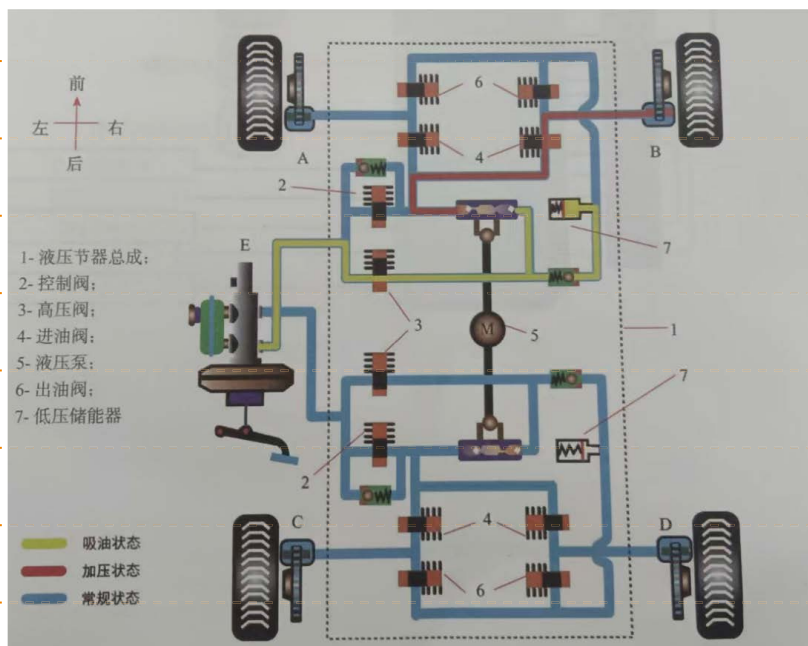 前
左 右
后
A
B
C
D
E
1
2
2
3
4
4
5
6
6
7
7
M
1- 液压节器总成；
2- 控制阀；
3- 高压阀；
4- 进油阀；
5- 液压泵；
6- 出油阀；
7- 低压储能器
吸油状态
加压状态
常规状态